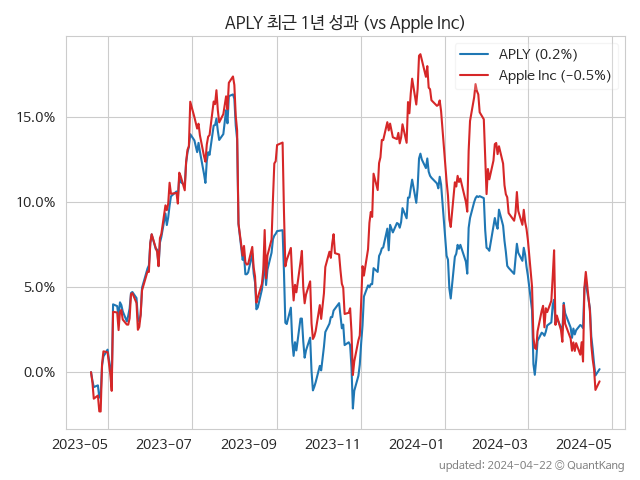 APLY 최근 1년 성과 (vs Apple Inc)
APLY (0.2%)
Apple Inc (−0.5%)
15.0%
10.0%
5.0%
0.0%
2023−05 2023−07 2023−09 2023−11 2024−01 2024−03 2024−05
updated: 2024−04−22 © QuantKang